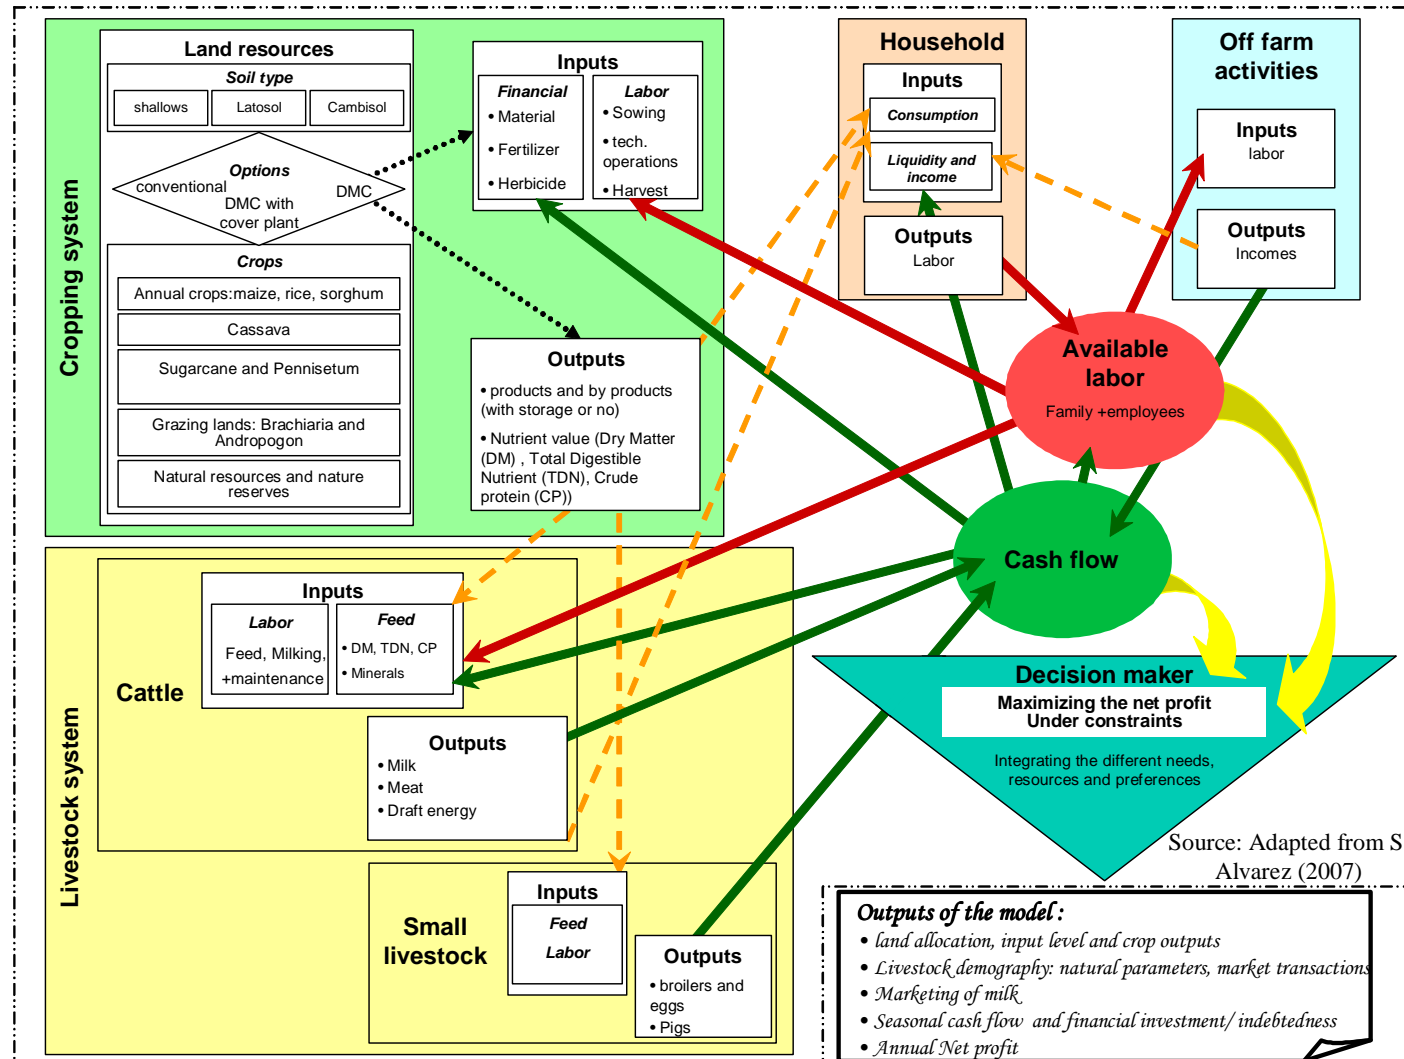 Cropping system
Land resources
Soil type
shallows
Latosol
Cambisol
Options
conventional
DMC
DMC with
cover plant
Crops
Annual crops:maize, rice, sorghum
Cassava
Sugarcane and Pennisetum
Grazing lands: Brachiaria and
Andropogon
Natural resources and nature
reserves
Inputs
Financial
• Material
• Fertilizer
• Herbicide
Labor
• Sowing
• tech.
operations
• Harvest
Outputs
• products and by products
(with storage or no)
• Nutrient value (Dry Matter
(DM) , Total Digestible
Nutrient (TDN), Crude
protein (CP))
Household
Inputs
Consumption
Liquidity and
income
Outputs
Labor
Off farm
activities
Inputs
labor
Outputs
Incomes
Available
labor
Family +employees
Cash flow
Livestock system
Cattle
Inputs
Labor
Feed, Milking,
+maintenance
Feed
• DM, TDN, CP
• Minerals
Outputs
• Milk
• Meat
• Draft energy
Small
livestock
Inputs
Feed
Labor
Outputs
• broilers and
eggs
• Pigs
Decision maker
Maximizing the net profit
Under constraints
Integrating the different needs,
resources and preferences
Source: Adapted from S
Alvarez (2007)
Outputs of the model :
• land allocation, input level and crop outputs
• Livestock demography: natural parameters, market transactions
• Marketing of milk
• Seasonal cash flow and financial investment/ indebtedness
• Annual Net profit